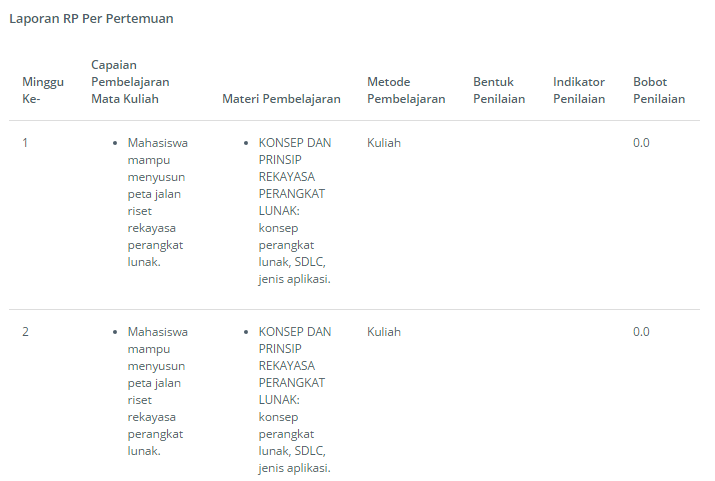 Laporan RP Per Pertemuan
Minggu Ke-
Capaian Pembelajaran Mata Kuliah
Materi Pembelajaran
Metode Pembelajaran
Bentuk Penilaian
Indikator Penilaian
Bobot Penilaian
1
• Mahasiswa
mampu
menyusun
peta jalan
riset
rekayasa
perangkat
lunak.
• KONSEP DAN
PRINSIP
REKAYASA
PERANGKAT
LUNAK:
konsep
perangkat
lunak, SDLC,
jenis aplikasi.
Kuliah
0.0
2
• Mahasiswa
mampu
menyusun
peta jalan
riset
rekayasa
perangkat
lunak.
• KONSEP DAN
PRINSIP
REKAYASA
PERANGKAT
LUNAK:
konsep
perangkat
lunak, SDLC,
jenis aplikasi.
Kuliah
0.0